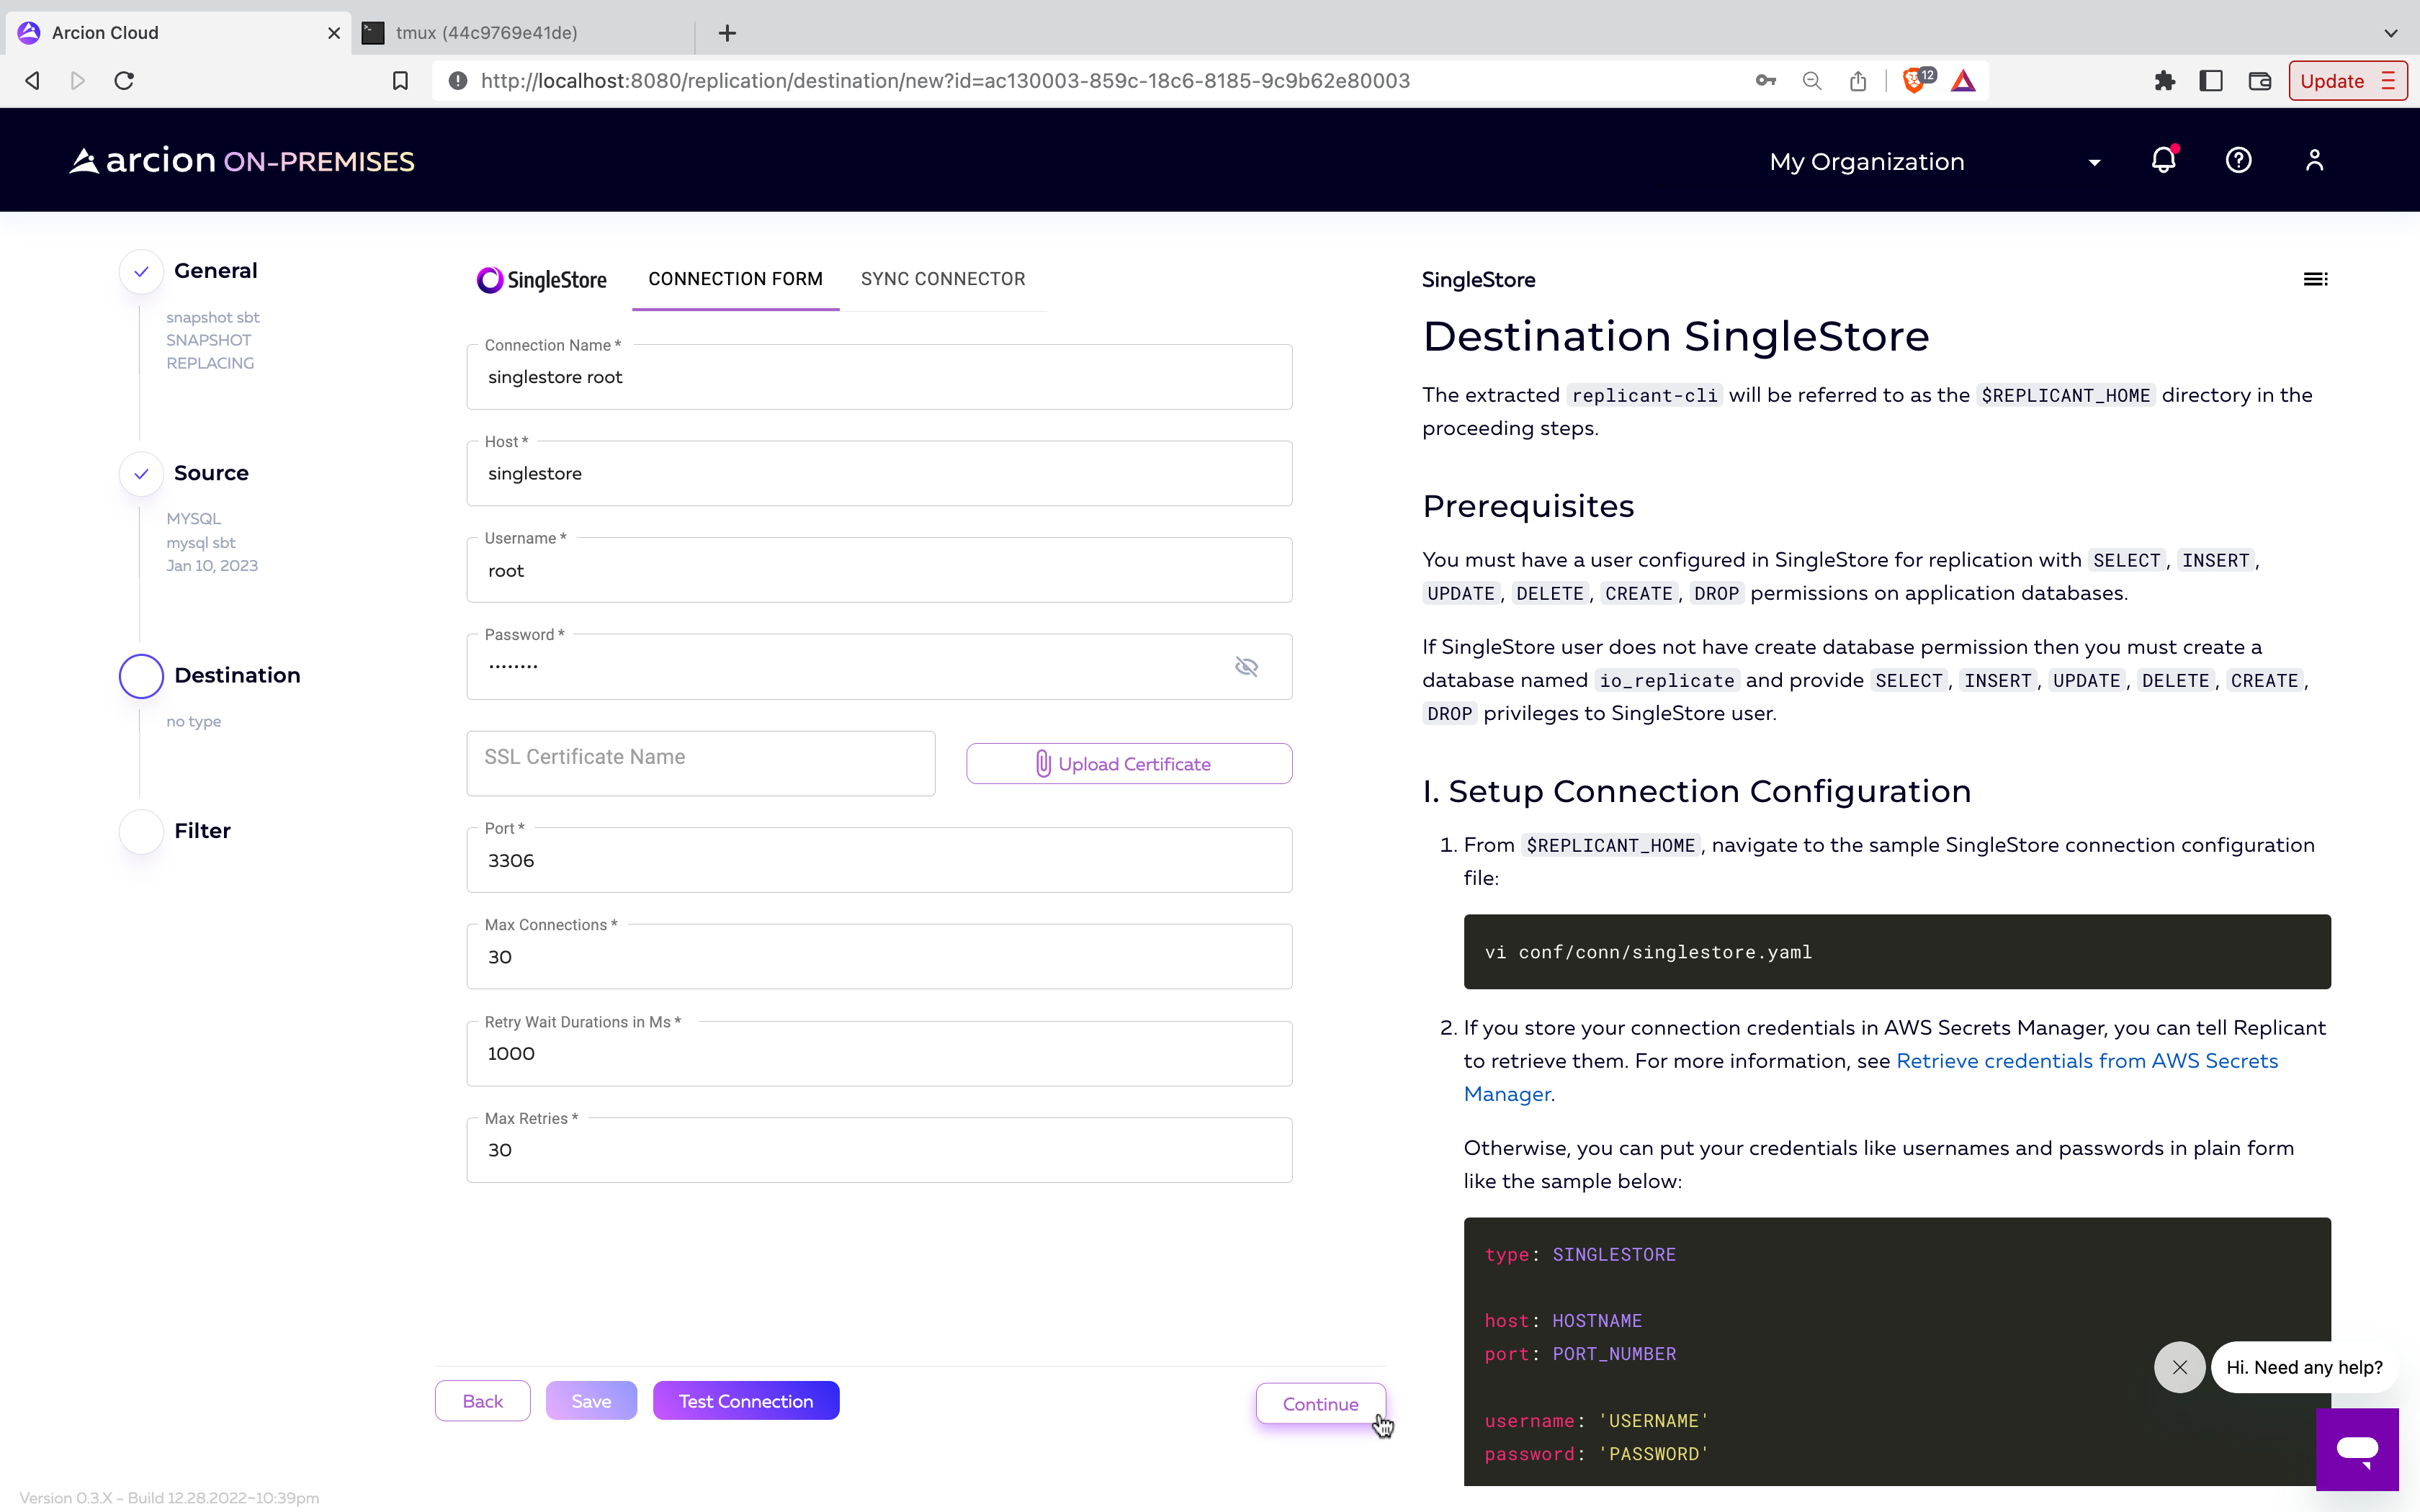 Arcion Cloud
tmux (44c9769e41de)
http://localhost:8080/replication/destination/new?id=ac130003-859c-18c6-8185-9c9b62e80003
12
Update
arcion ON-PREMISES
My Organization
General
snapshot sbt
SNAPSHOT
REPLACING
Source
MYSQL
mysql sbt
Jan 10, 2023
Destination
no type
Filter
SingleStore
CONNECTION FORM
SYNC CONNECTOR
Connection Name *
singlestore root
Host *
singlestore
Username *
root
Password *
••••••••
SSL Certificate Name
Upload Certificate
Port *
3306
Max Connections *
30
Retry Wait Durations in Ms *
1000
Max Retries *
30
Back
Save
Test Connection
Continue
SingleStore
Destination SingleStore
The extracted replicant-cli will be referred to as the $REPLICANT_HOME directory in the
proceeding steps.
Prerequisites
You must have a user configured in SingleStore for replication with SELECT, INSERT,
UPDATE, DELETE, CREATE, DROP permissions on application databases.
If SingleStore user does not have create database permission then you must create a
database named io_replicate and provide SELECT, INSERT, UPDATE, DELETE, CREATE,
DROP privileges to SingleStore user.
I. Setup Connection Configuration
1. From $REPLICANT_HOME, navigate to the sample SingleStore connection configuration
file:
vi conf/conn/singlestore.yaml
2. If you store your connection credentials in AWS Secrets Manager, you can tell Replicant
to retrieve them. For more information, see Retrieve credentials from AWS Secrets
Manager.
Otherwise, you can put your credentials like usernames and passwords in plain form
like the sample below:
type: SINGLESTORE
host: HOSTNAME
port: PORT_NUMBER
username: 'USERNAME'
password: 'PASSWORD'
Hi. Need any help?
Version 0.3.X - Build 12.28.2022~10:39pm